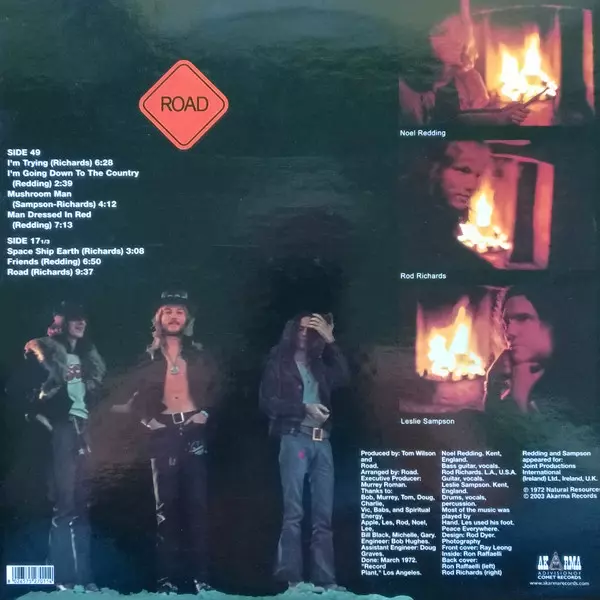 ROAD
SIDE 49
I'm Trying (Richards) 6:28
I'm Going Down To The Country
(Redding) 2:39
Mushroom Man
(Sampson-Richards) 4:12
Man Dressed In Red
(Redding) 7:13
SIDE 17 1/3
Space Ship Earth (Richards) 3:08
Friends (Redding) 6:50
Road (Richards) 9:37
Noel Redding
Rod Richards
Leslie Sampson
Produced by: Tom Wilson
and
Road.
Arranged by: Road.
Executive Producer:
Murrey Roman.
Thanks to:
Bob, Murrey, Tom, Doug,
Charlie,
Vic, Babs, and Spiritual
Energy,
Apple, Les, Rod, Noel,
Lee,
Bill Black, Michelle, Gary.
Engineer: Bob Hughes.
Assistant Engineer: Doug
Graves.
Done: March 1972.
"Record
Plant," Los Angeles.
Noel Redding. Kent,
England.
Bass guitar, vocals.
Rod Richards. L.A., U.S.A.
Guitar, vocals.
Leslie Sampson. Kent,
England.
Drums, vocals,
percussion.
Most of the music was
played by
Hand. Les used his foot.
Peace Everywhere.
Design: Rod Dyer.
Photography
Front cover: Ray Leong
Inside: Ron Raffaelli
Back cover:
Ron Raffaelli (left)
Rod Richards (right)
Redding and Sampson
appeared for:
Joint Productions
International
(Ireland) Ltd., Ireland, U.K.
℗ 1972 Natural Resources
© 2003 Akarma Records
AKARMA
A DIVISION OF
COMET RECORDS
www.akarmarecords.com